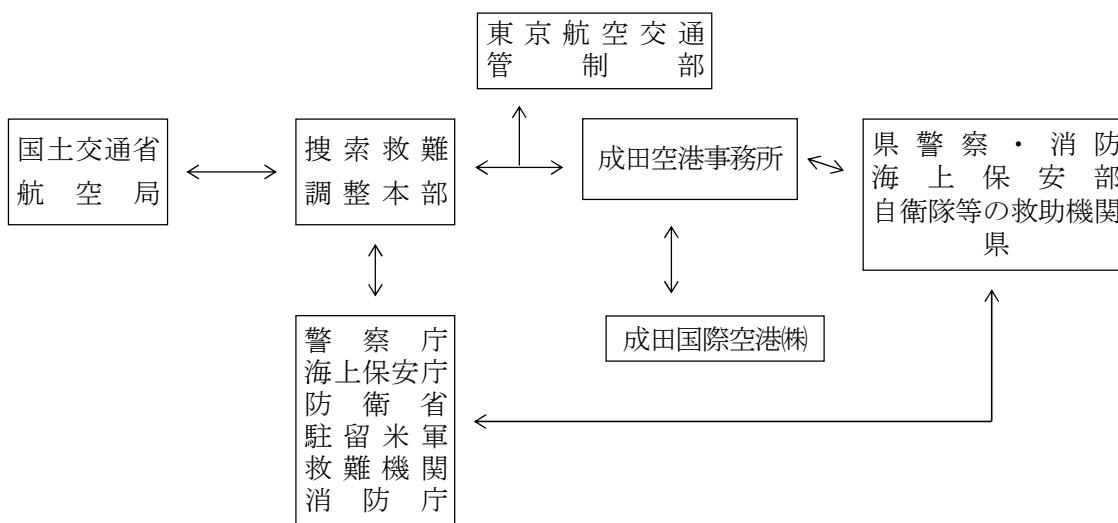 東京航空交通
管制部
国土交通省
航空局
捜索救難
調整本部
成田空港事務所
県警察・消防
海上保安部
自衛隊等の救助機関
県
警察庁
海上保安庁
防衛省
駐留米軍
救難機関
消防庁
成田国際空港㈱